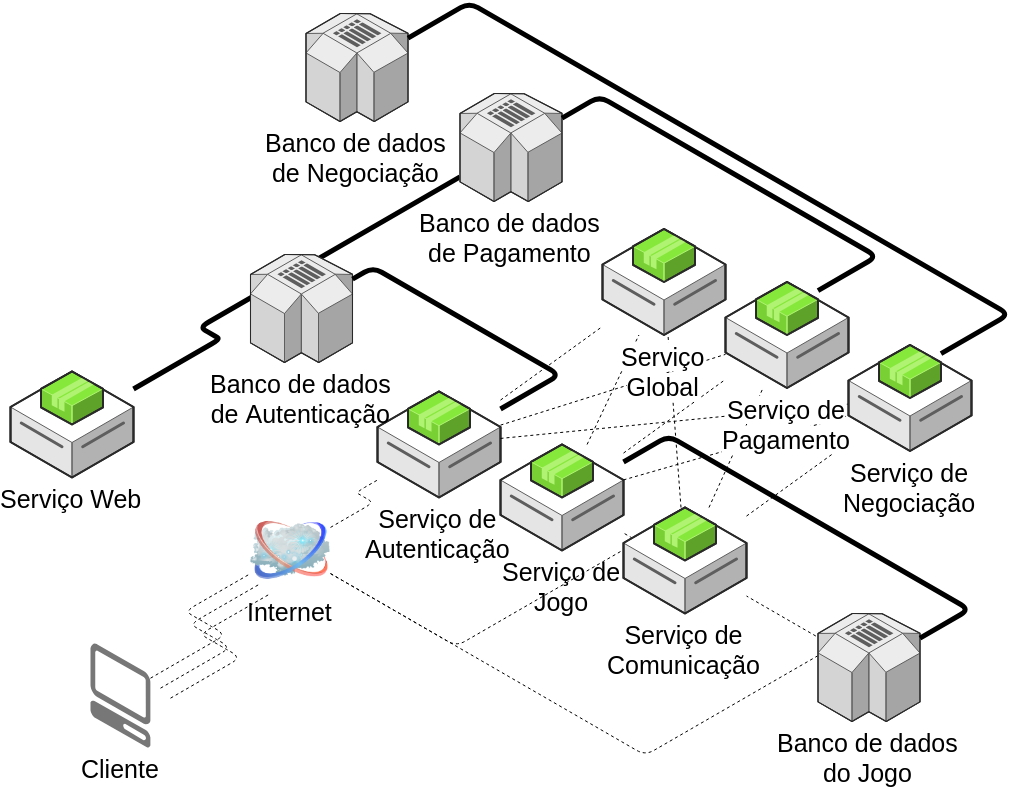 Banco de dados
de Negociação
Banco de dados
de Pagamento
Serviço
Global
Banco de dados
de Autenticação
Serviço de
Pagamento
Serviço de
Negociação
Serviço Web
Serviço de
Autenticação
Serviço de
Jogo
Internet
Serviço de
Comunicação
Banco de dados
do Jogo
Cliente